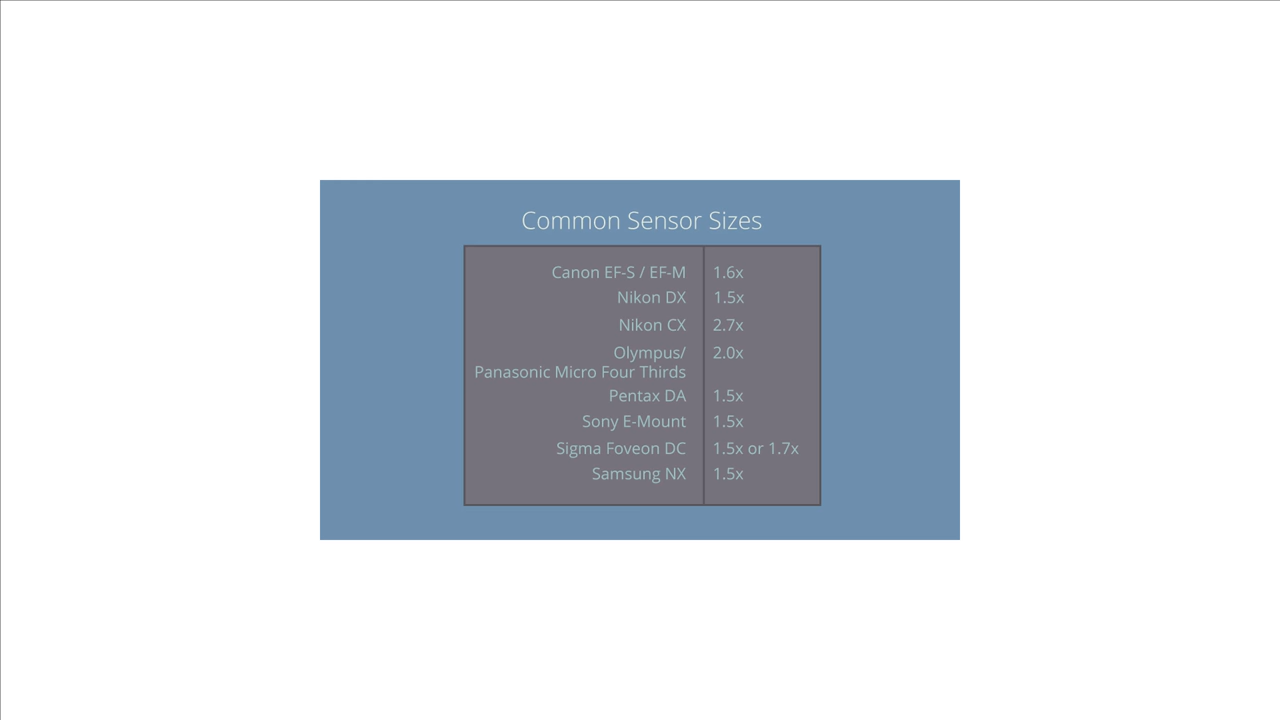 Common Sensor Sizes
Canon EF-S / EF-M 1.6x
Nikon DX 1.5x
Nikon CX 2.7x
Olympus/ 2.0x
Panasonic Micro Four Thirds
Pentax DA 1.5x
Sony E-Mount 1.5x
Sigma Foveon DC 1.5x or 1.7x
Samsung NX 1.5x